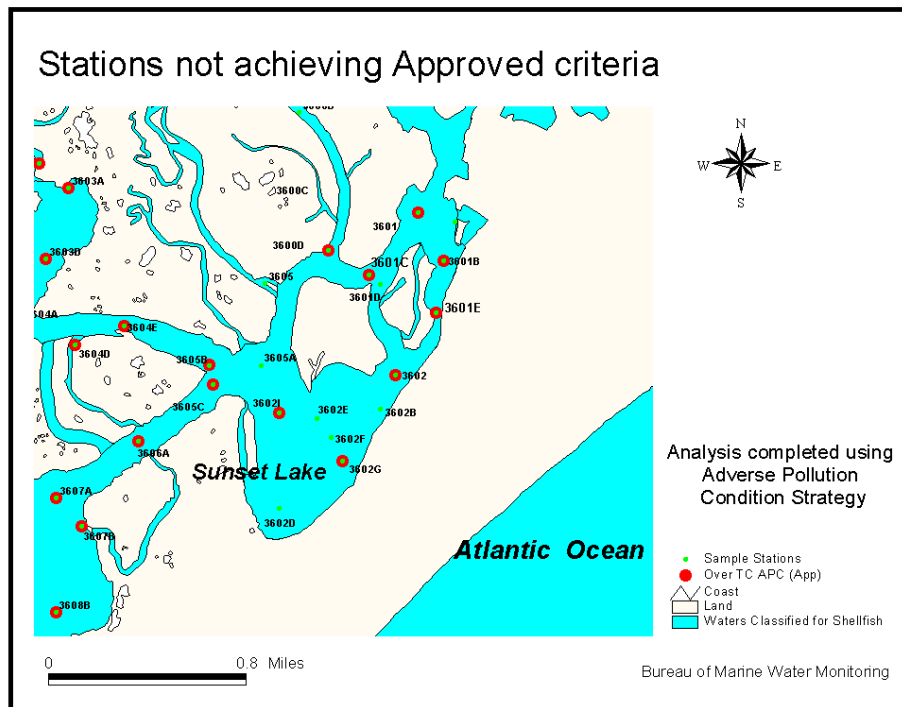 Stations not achieving Approved criteria
N
W
E
S
3603A
3600C
3601
3600D
3603D
3601C
3601B
3605
3601D
3601E
3604E
3604D
3605B
3605A
3602
3605C
3602I
3602E
3602B
3602F
3606A
3602G
Sunset Lake
3607A
3602D
3607B
Atlantic Ocean
3608B
Analysis completed using
Adverse Pollution
Condition Strategy
Sample Stations
Over TC APC (App)
Coast
Land
Waters Classified for Shellfish
0
0.8 Miles
Bureau of Marine Water Monitoring